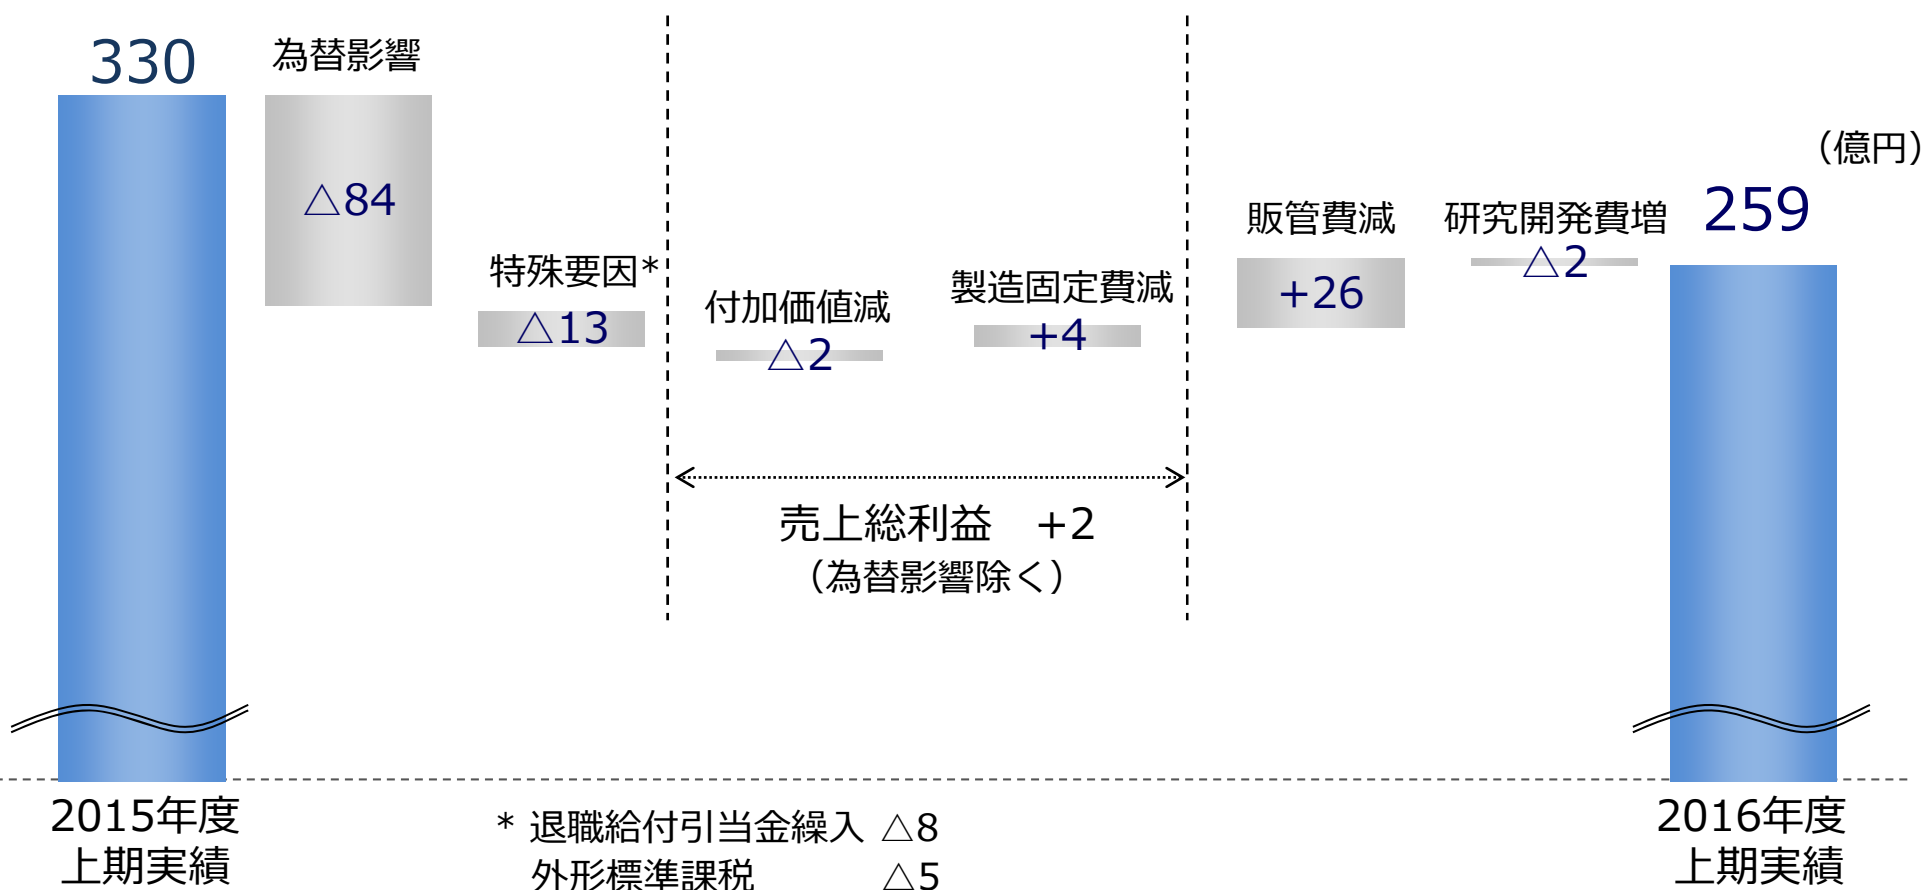 330
為替影響
△84
特殊要因*
△13
付加価値減
△2
製造固定費減
+4
売上総利益　+2
（為替影響除く）
販管費減
+26
研究開発費増
△2
（億円）
259
2015年度
上期実績
* 退職給付引当金繰入 △8
外形標準課税 △5
2016年度
上期実績